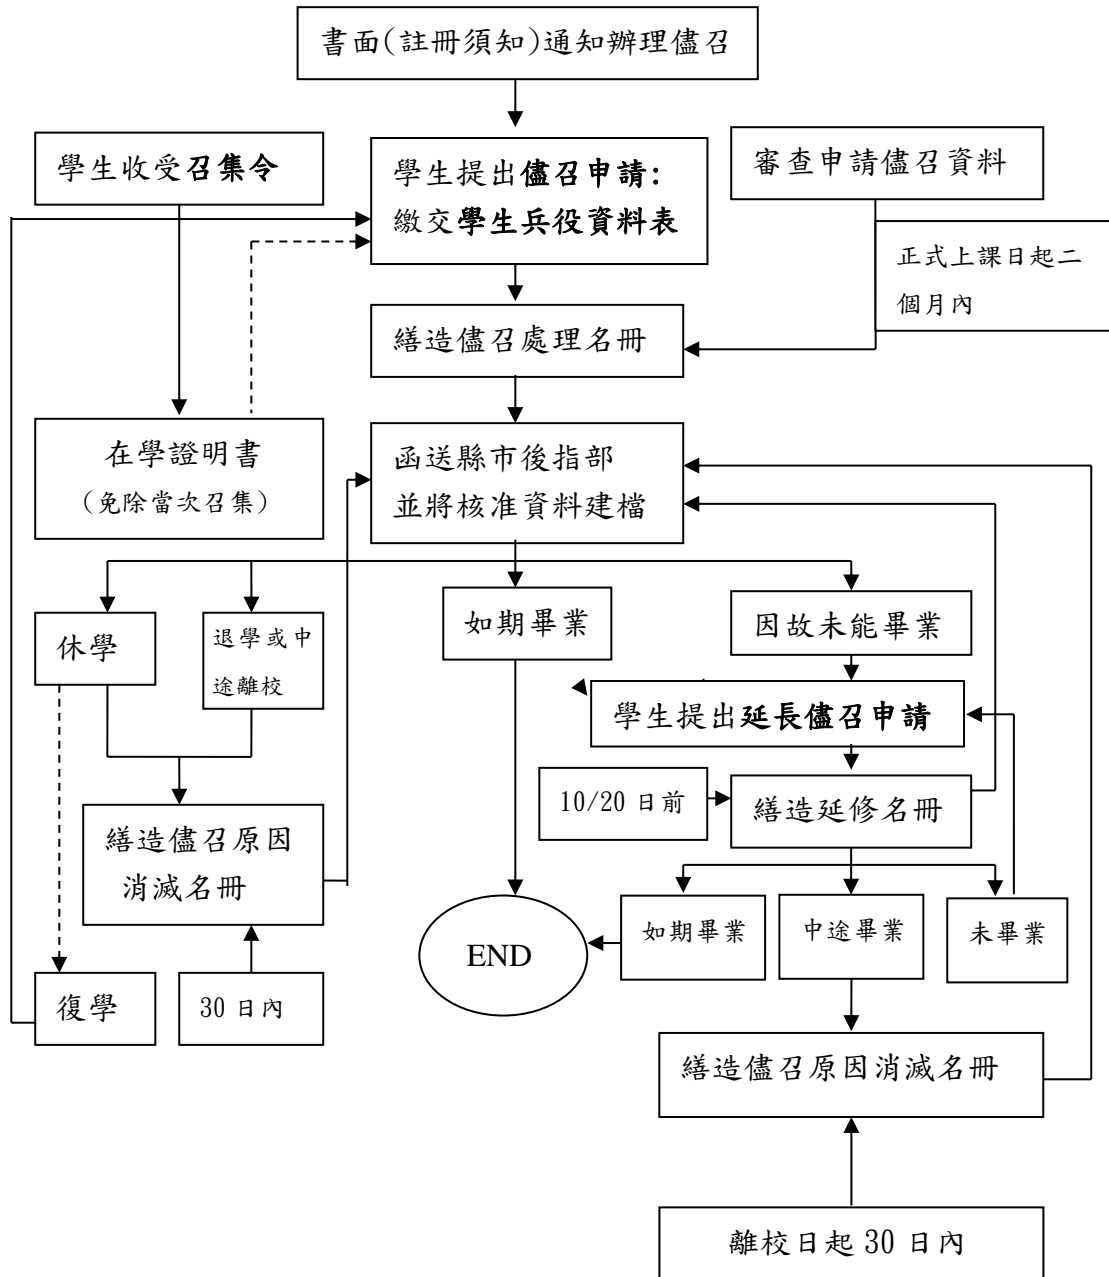 書面(註冊須知)通知辦理儘召
學生收受召集令
學生提出儘召申請:
繳交學生兵役資料表
審查申請儘召資料
正式上課日起二
個月內
繕造儘召處理名冊
在學證明書
(免除當次召集)
函送縣市後指部
並將核准資料建檔
休學
退學或中
途離校
如期畢業
因故未能畢業
學生提出延長儘召申請
10/20 日前
繕造延修名冊
繕造儘召原因
消滅名冊
END
如期畢業
中途畢業
未畢業
復學
30 日內
繕造儘召原因消滅名冊
離校日起 30 日內